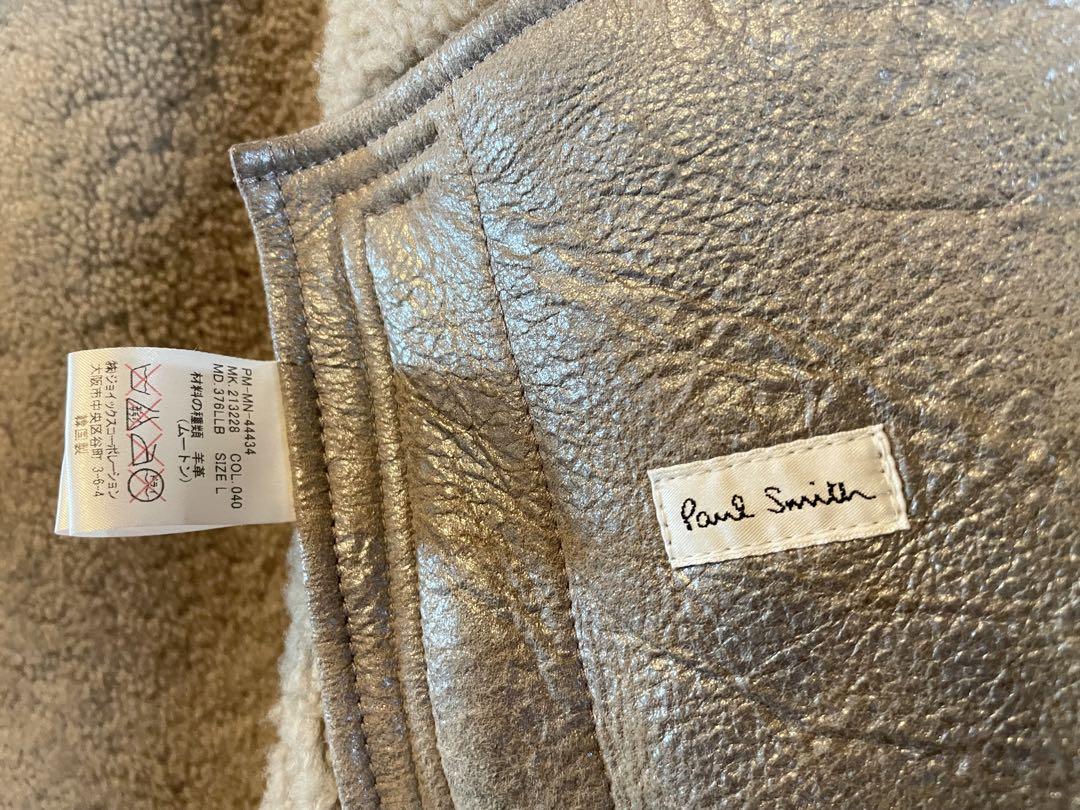 PM-MN-44434
MK. 213228 COL. 040
MD. 376LLB SIZE L
材料の種類 羊革
(ムートン)
㈱ジョイックスコーポレーション
大阪市中央区谷町 3-6-4
韓国製
Paul Smith